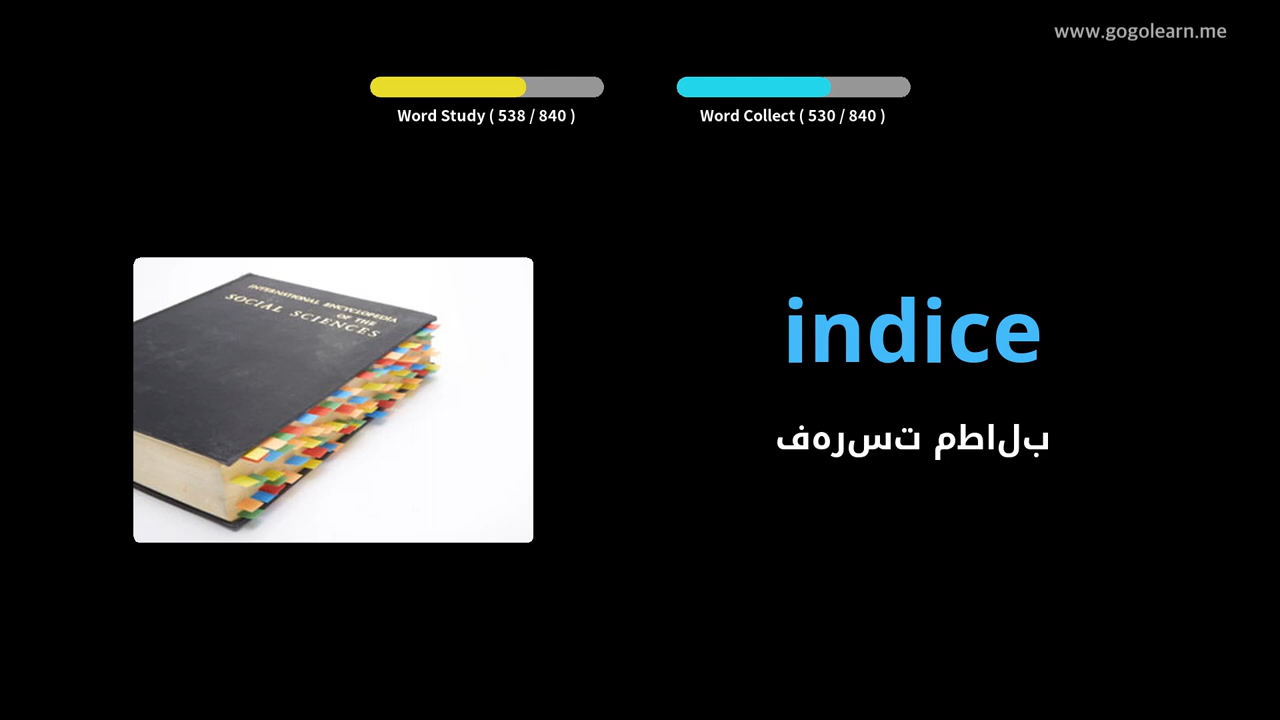 www.gogolearn.me
Word Study ( 538 / 840 )
Word Collect ( 530 / 840 )
INTERNATIONAL ENCYCLOPEDIA
OF THE
SOCIAL SCIENCES
indice
فهرست مطالب